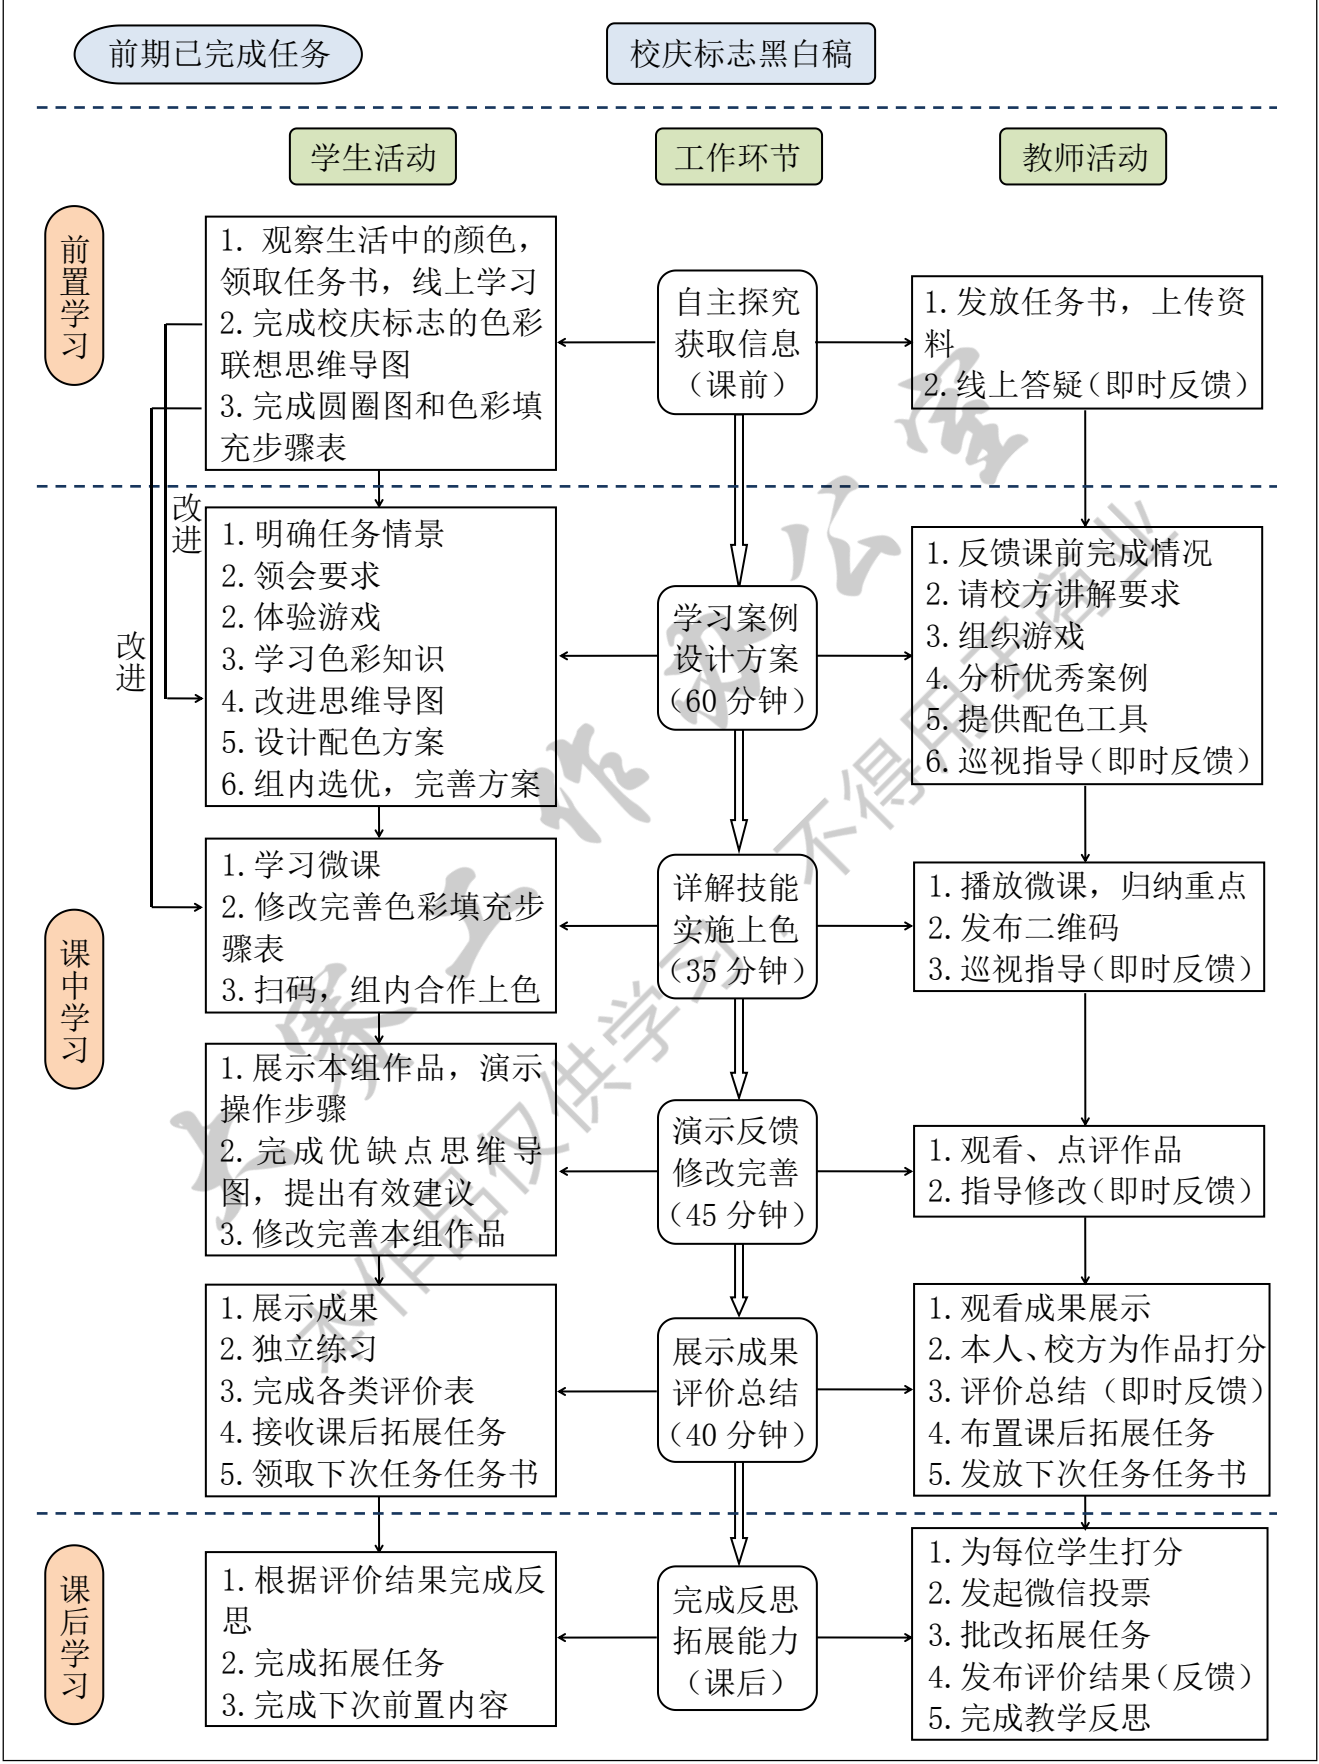 前期已完成任务
校庆标志黑白稿
学生活动
工作环节
教师活动
前置学习
1. 观察生活中的颜色，
领取任务书，线上学习
2.完成校庆标志的色彩
联想思维导图
3.完成圆圈图和色彩填
充步骤表
自主探究
获取信息
（课前）
1.发放任务书，上传资
料
2.线上答疑(即时反馈)
改进
改进
课中学习
1.明确任务情景
2.领会要求
2.体验游戏
3.学习色彩知识
4.改进思维导图
5.设计配色方案
6.组内选优，完善方案
学习案例
设计方案
(60 分钟)
1.反馈课前完成情况
2.请校方讲解要求
3.组织游戏
4.分析优秀案例
5.提供配色工具
6.巡视指导(即时反馈)
1.学习微课
2.修改完善色彩填充步
骤表
3.扫码，组内合作上色
详解技能
实施上色
(35 分钟)
1.播放微课，归纳重点
2.发布二维码
3.巡视指导(即时反馈)
1.展示本组作品，演示
操作步骤
2.完成优缺点思维导
图，提出有效建议
3.修改完善本组作品
演示反馈
修改完善
(45 分钟)
1.观看、点评作品
2.指导修改(即时反馈)
1.展示成果
2.独立练习
3.完成各类评价表
4.接收课后拓展任务
5.领取下次任务任务书
展示成果
评价总结
(40 分钟)
1.观看成果展示
2.本人、校方为作品打分
3.评价总结（即时反馈）
4.布置课后拓展任务
5.发放下次任务任务书
课后学习
1.根据评价结果完成反
思
2.完成拓展任务
3.完成下次前置内容
完成反思
拓展能力
（课后）
1.为每位学生打分
2.发起微信投票
3.批改拓展任务
4.发布评价结果(反馈)
5.完成教学反思
大赛工作办公室
本作品仅供学习，不得用于商业